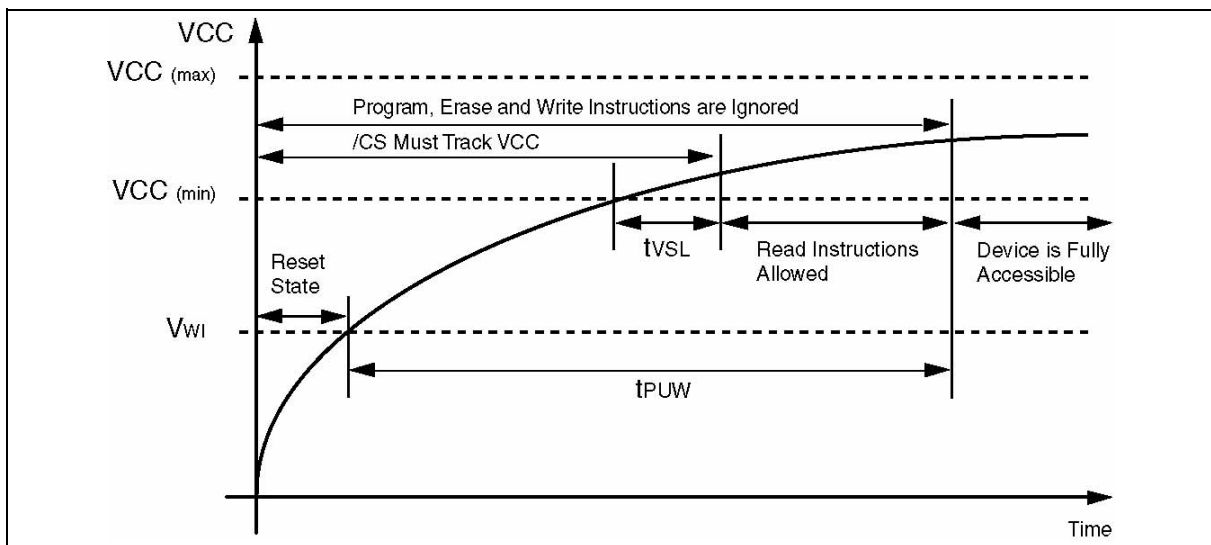 VCC
VCC (max)
Program, Erase and Write Instructions are Ignored
/CS Must Track VCC
VCC (min)
tVSL
Read Instructions
Allowed
Device is Fully
Accessible
Reset
State
VWI
tPUW
Time